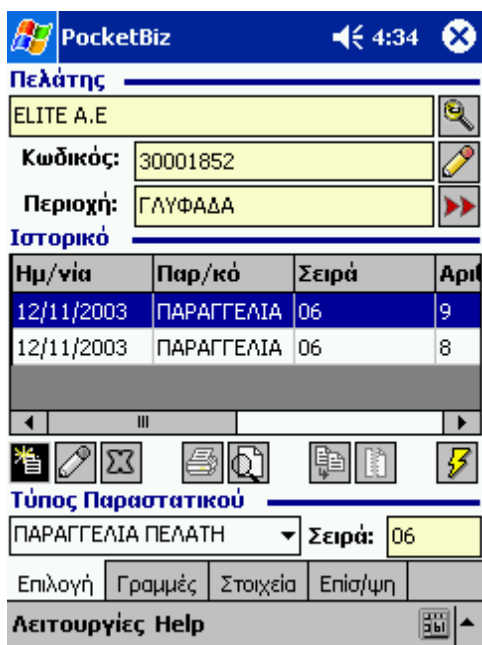 PocketBiz 4:34
Πελάτης
ELITE A.E
Κωδικός: 30001852
Περιοχή: ΓΛΥΦΑΔΑ
Ιστορικό
Ημ/νία Παρ/κό Σειρά Αριθ
12/11/2003 ΠΑΡΑΓΓΕΛΙΑ 06 9
12/11/2003 ΠΑΡΑΓΓΕΛΙΑ 06 8
Τύπος Παραστατικού
ΠΑΡΑΓΓΕΛΙΑ ΠΕΛΑΤΗ Σειρά: 06
Επιλογή Γραμμές Στοιχεία Επίσ/ψη
Λειτουργίες Help